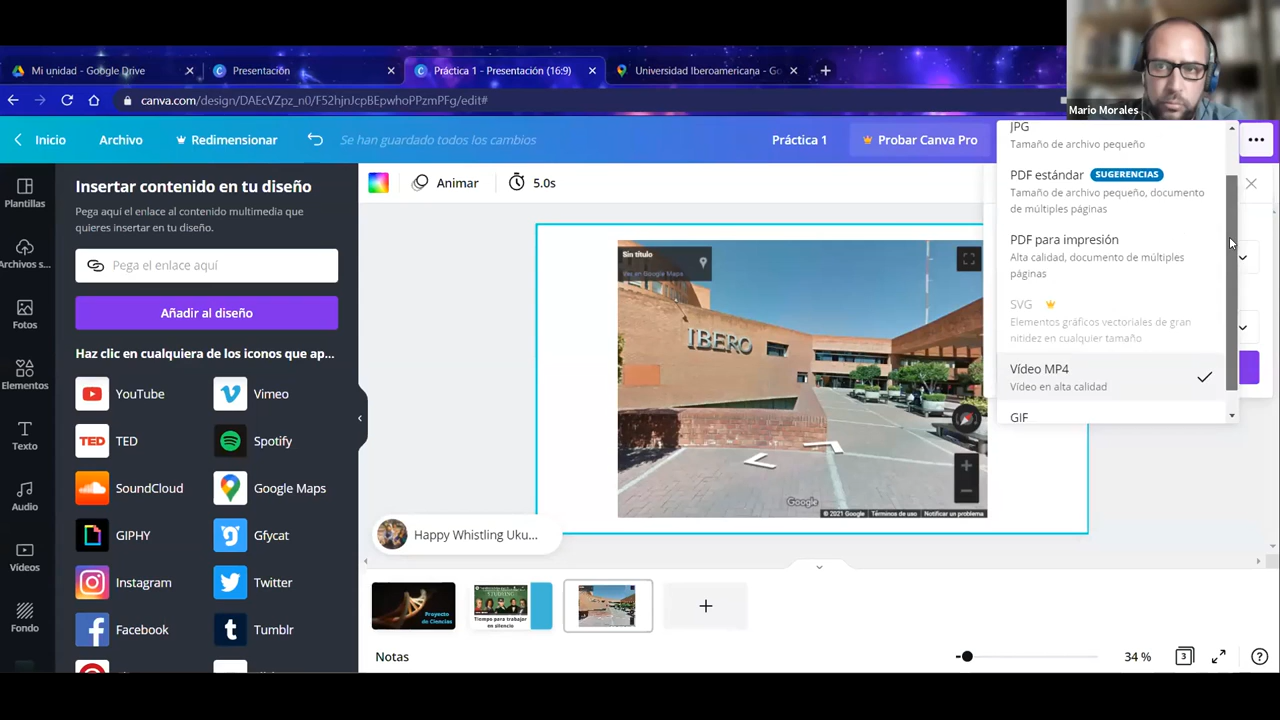 Mi unidad - Google Drive
Presentación
Práctica 1 - Presentación (16:9)
Universidad Iberoamericana - Go
canva.com/design/DAEcVZpz_n0/F52hjnJcpBEpwhoPPzmPFg/edit#
Mario Morales
Inicio
Archivo
Redimensionar
Se han guardado todos los cambios
Práctica 1
Probar Canva Pro
Plantillas
Archivos s...
Fotos
Elementos
Texto
Audio
Vídeos
Fondo
Insertar contenido en tu diseño
Pega aquí el enlace al contenido multimedia que
quieres insertar en tu diseño.
Pega el enlace aquí
Añadir al diseño
Haz clic en cualquiera de los iconos que ap...
YouTube
Vimeo
TED
Spotify
SoundCloud
Google Maps
GIPHY
Gfycat
Instagram
Twitter
Facebook
Tumblr
Animar
5.0s
Sin título
Ver en Google Maps
IBERO
Google
© 2021 Google
Términos de uso
Notificar un problema
JPG
Tamaño de archivo pequeño
PDF estándar SUGERENCIAS
Tamaño de archivo pequeño, documento
de múltiples páginas
PDF para impresión
Alta calidad, documento de múltiples
páginas
SVG
Elementos gráficos vectoriales de gran
nitidez en cualquier tamaño
Vídeo MP4
Vídeo en alta calidad
GIF
Happy Whistling Uku...
Proyecto
de Ciencias
STUDYING
Tiempo para trabajar
en silencio
Notas
34 %
3